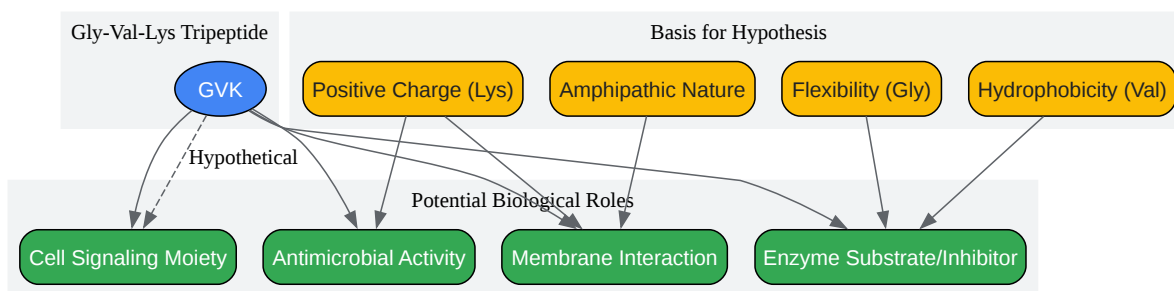 Gly-Val-Lys Tripeptide
Basis for Hypothesis
GVK
Positive Charge (Lys)
Amphipathic Nature
Flexibility (Gly)
Hydrophobicity (Val)
Hypothetical
Potential Biological Roles
Cell Signaling Moiety
Antimicrobial Activity
Membrane Interaction
Enzyme Substrate/Inhibitor